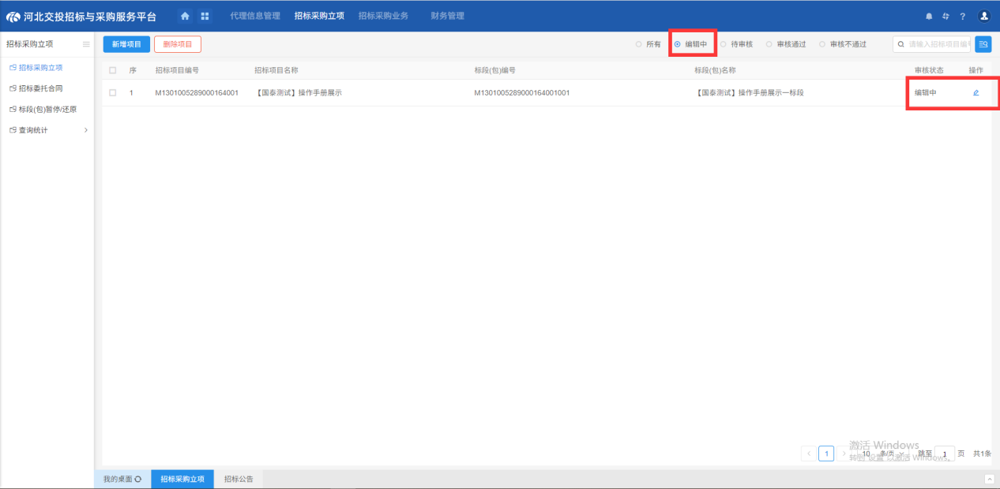 河北交投招标与采购服务平台 代理信息管理 招标采购立项 招标采购业务 财务管理 ?
招标采购立项 新增项目 删除项目 所有 编辑中 待审核 审核通过 审核不通过 请输入招标项目编号
招标采购立项
招标委托合同
标段(包)暂停/还原
查询统计
序 招标项目编号 招标项目名称 标段(包)编号 标段(包)名称 审核状态 操作
1 M1301005289000164001 【国泰测试】操作手册展示 M1301005289000164001001 【国泰测试】操作手册展示一标段 编辑中
激活 Windows
转到"设置"以激活 Windows。
1 10 条/页 跳至 1 页 共1条
我的桌面 招标采购立项 招标公告